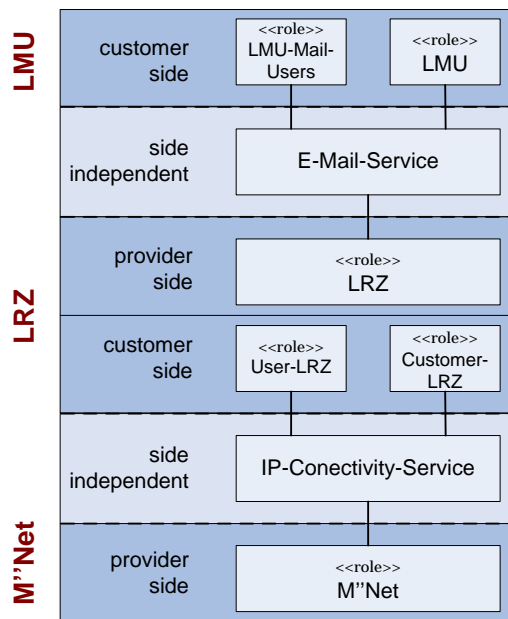 LMU
customer
side
<<role>>
LMU-Mail-
Users
<<role>>
LMU
side
independent
E-Mail-Service
LRZ
provider
side
<<role>>
LRZ
customer
side
<<role>>
User-LRZ
<<role>>
Customer-
LRZ
side
independent
IP-Conectivity-Service
M’’Net
provider
side
<<role>>
M’’Net